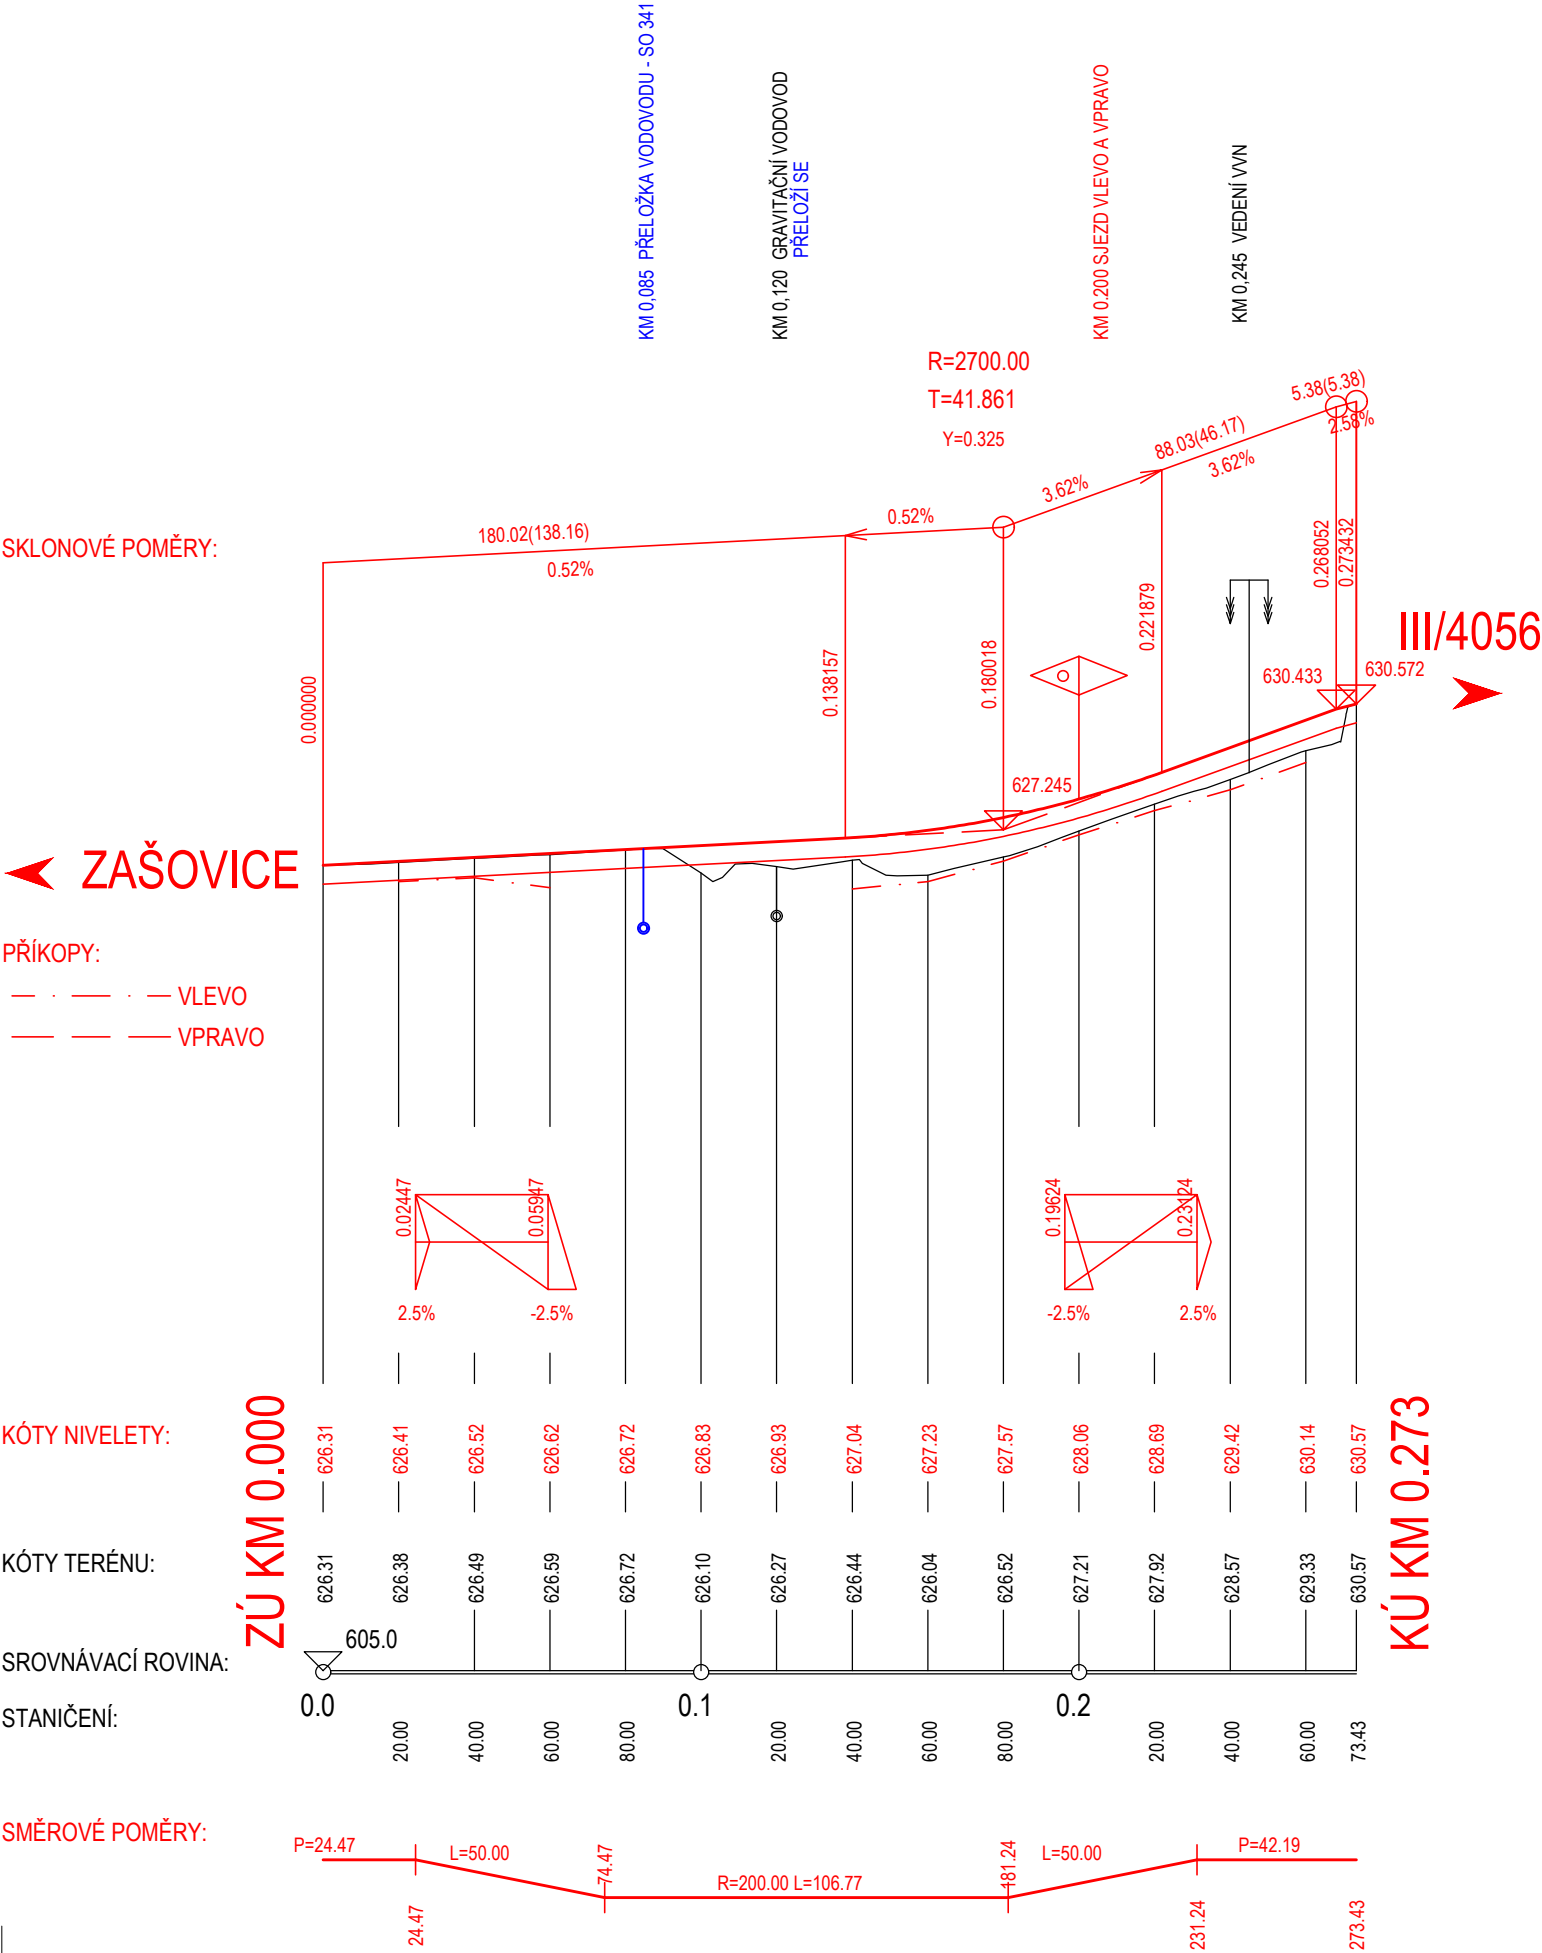 KM 0,085 PŘELOŽKA VODOVODU - SO 341
KM 0,120 GRAVITAČNÍ VODOVOD
PŘELOŽÍ SE
KM 0.200 SJEZD VLEVO A VPRAVO
KM 0,245 VEDENÍ VVN
R=2700.00
T=41.861
Y=0.325
SKLONOVÉ POMĚRY:
180.02(138.16)
0.52%
0.52%
3.62%
88.03(46.17)
3.62%
5.38(5.38)
2.58%
0.000000
0.138157
0.180018
0.221879
0.268052
0.273432
III/4056
627.245
630.433
630.572
ZAŠOVICE
PŘÍKOPY:
VLEVO
VPRAVO
0.02447
0.05947
0.19624
0.23124
2.5%
-2.5%
-2.5%
2.5%
ZÚ KM 0.000
KÚ KM 0.273
KÓTY NIVELETY:
626.31
626.41
626.52
626.62
626.72
626.83
626.93
627.04
627.23
627.57
628.06
628.69
629.42
630.14
630.57
KÓTY TERÉNU:
626.31
626.38
626.49
626.59
626.72
626.10
626.27
626.44
626.04
626.52
627.21
627.92
628.57
629.33
630.57
SROVNÁVACÍ ROVINA:
605.0
STANIČENÍ:
0.0
20.00
40.00
60.00
80.00
0.1
20.00
40.00
60.00
80.00
0.2
20.00
40.00
60.00
73.43
SMĚROVÉ POMĚRY:
P=24.47
L=50.00
74.47
R=200.00 L=106.77
181.24
L=50.00
P=42.19
24.47
231.24
273.43